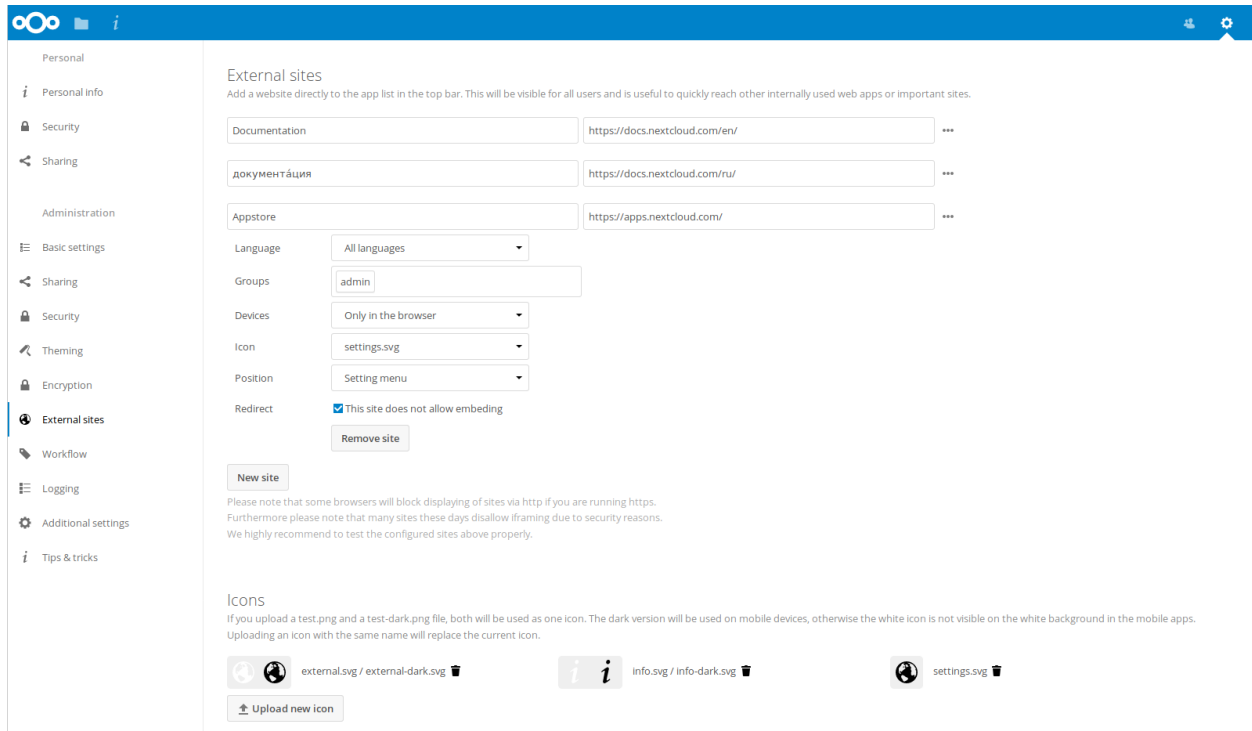 Personal
Personal info
Security
Sharing
Administration
Basic settings
Sharing
Security
Theming
Encryption
External sites
Workflow
Logging
Additional settings
Tips & tricks
External sites
Add a website directly to the app list in the top bar. This will be visible for all users and is useful to quickly reach other internally used web apps or important sites.
Documentation https://docs.nextcloud.com/en/
документа́ция https://docs.nextcloud.com/ru/
Appstore https://apps.nextcloud.com/
Language All languages
Groups admin
Devices Only in the browser
Icon settings.svg
Position Setting menu
Redirect This site does not allow embeding
Remove site
New site
Please note that some browsers will block displaying of sites via http if you are running https.
Furthermore please note that many sites these days disallow iframing due to security reasons.
We highly recommend to test the configured sites above properly.
Icons
If you upload a test.png and a test-dark.png file, both will be used as one icon. The dark version will be used on mobile devices, otherwise the white icon is not visible on the white background in the mobile apps.
Uploading an icon with the same name will replace the current icon.
external.svg / external-dark.svg info.svg / info-dark.svg settings.svg
Upload new icon